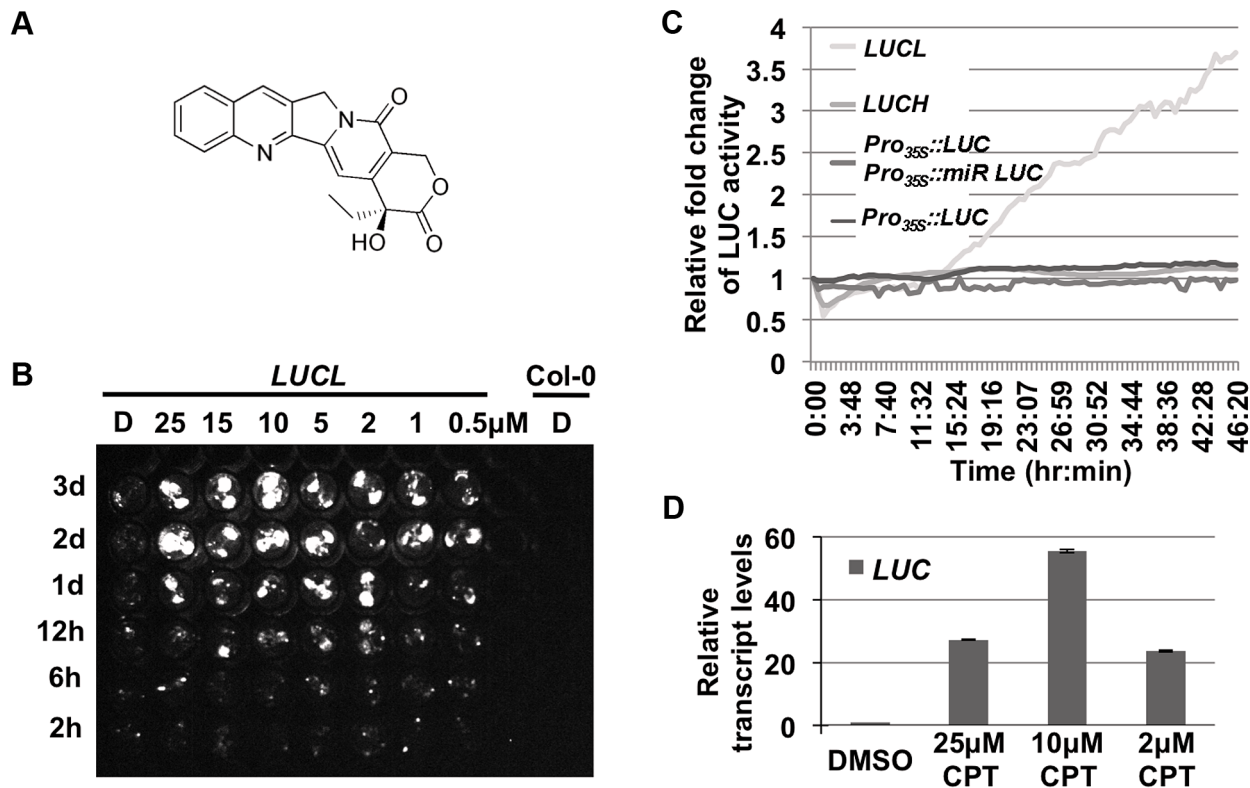 A
N
N
O
O
O
HO
B
LUCL Col-0
D 25 15 10 5 2 1 0.5µM D
3d
2d
1d
12h
6h
2h
C
Relative fold change
of LUC activity
4
3.5
3
2.5
2
1.5
1
0.5
0
LUCL
LUCH
Pro35S::LUC
Pro35S::miR LUC
Pro35S::LUC
0:00
3:48
7:40
11:32
15:24
19:16
23:07
26:59
30:52
34:44
38:36
42:28
46:20
Time (hr:min)
D
Relative
transcript levels
60
40
20
0
LUC
DMSO
25µM
CPT
10µM
CPT
2µM
CPT